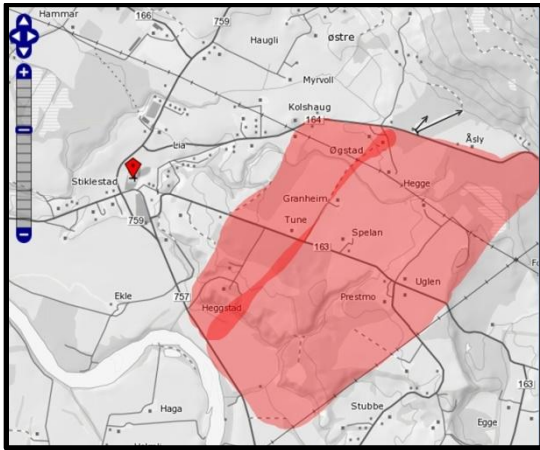 Hammar
166
759
Haugli
østre
Myrvoll
Kolshaug
164
Lia
Øgstad
Åsly
Stiklestad
Hegge
Granheim
759
Tune
163
Spelan
Uglen
Ekle
757
Prestmo
Heggstad
163
Haga
Stubbe
Egge